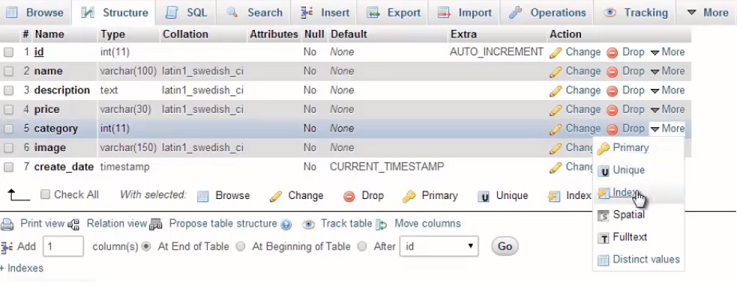 Browse Structure SQL Search Insert Export Import Operations Tracking More
# Name Type Collation Attributes Null Default Extra Action
1 id int(11) No None AUTO_INCREMENT Change Drop More
2 name varchar(100) latin1_swedish_ci No None Change Drop More
3 description text latin1_swedish_ci No None Change Drop More
4 price varchar(30) latin1_swedish_ci No None Change Drop More
5 category int(11) No None Change Drop More
6 image varchar(150) latin1_swedish_ci No None
Primary
7 create_date timestamp No CURRENT_TIMESTAMP
Unique
Check All With selected: Browse Change Drop Primary Unique Index
Index
Spatial
Print view Relation view Propose table structure Track table Move columns
Fulltext
Add 1 column(s) At End of Table At Beginning of Table After id Go
Distinct values
+ Indexes